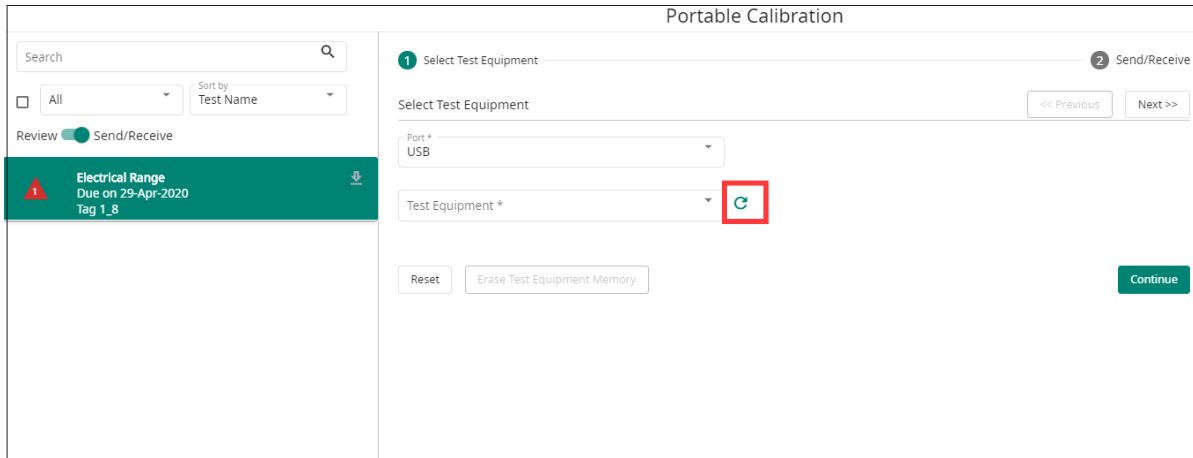 Portable Calibration
Search
All
Sort by
Test Name
Review Send/Receive
1
Electrical Range
Due on 29-Apr-2020
Tag 1_8
1 Select Test Equipment
2 Send/Receive
Select Test Equipment
<< Previous
Next >>
Port *
USB
Test Equipment *
Reset
Erase Test Equipment Memory
Continue